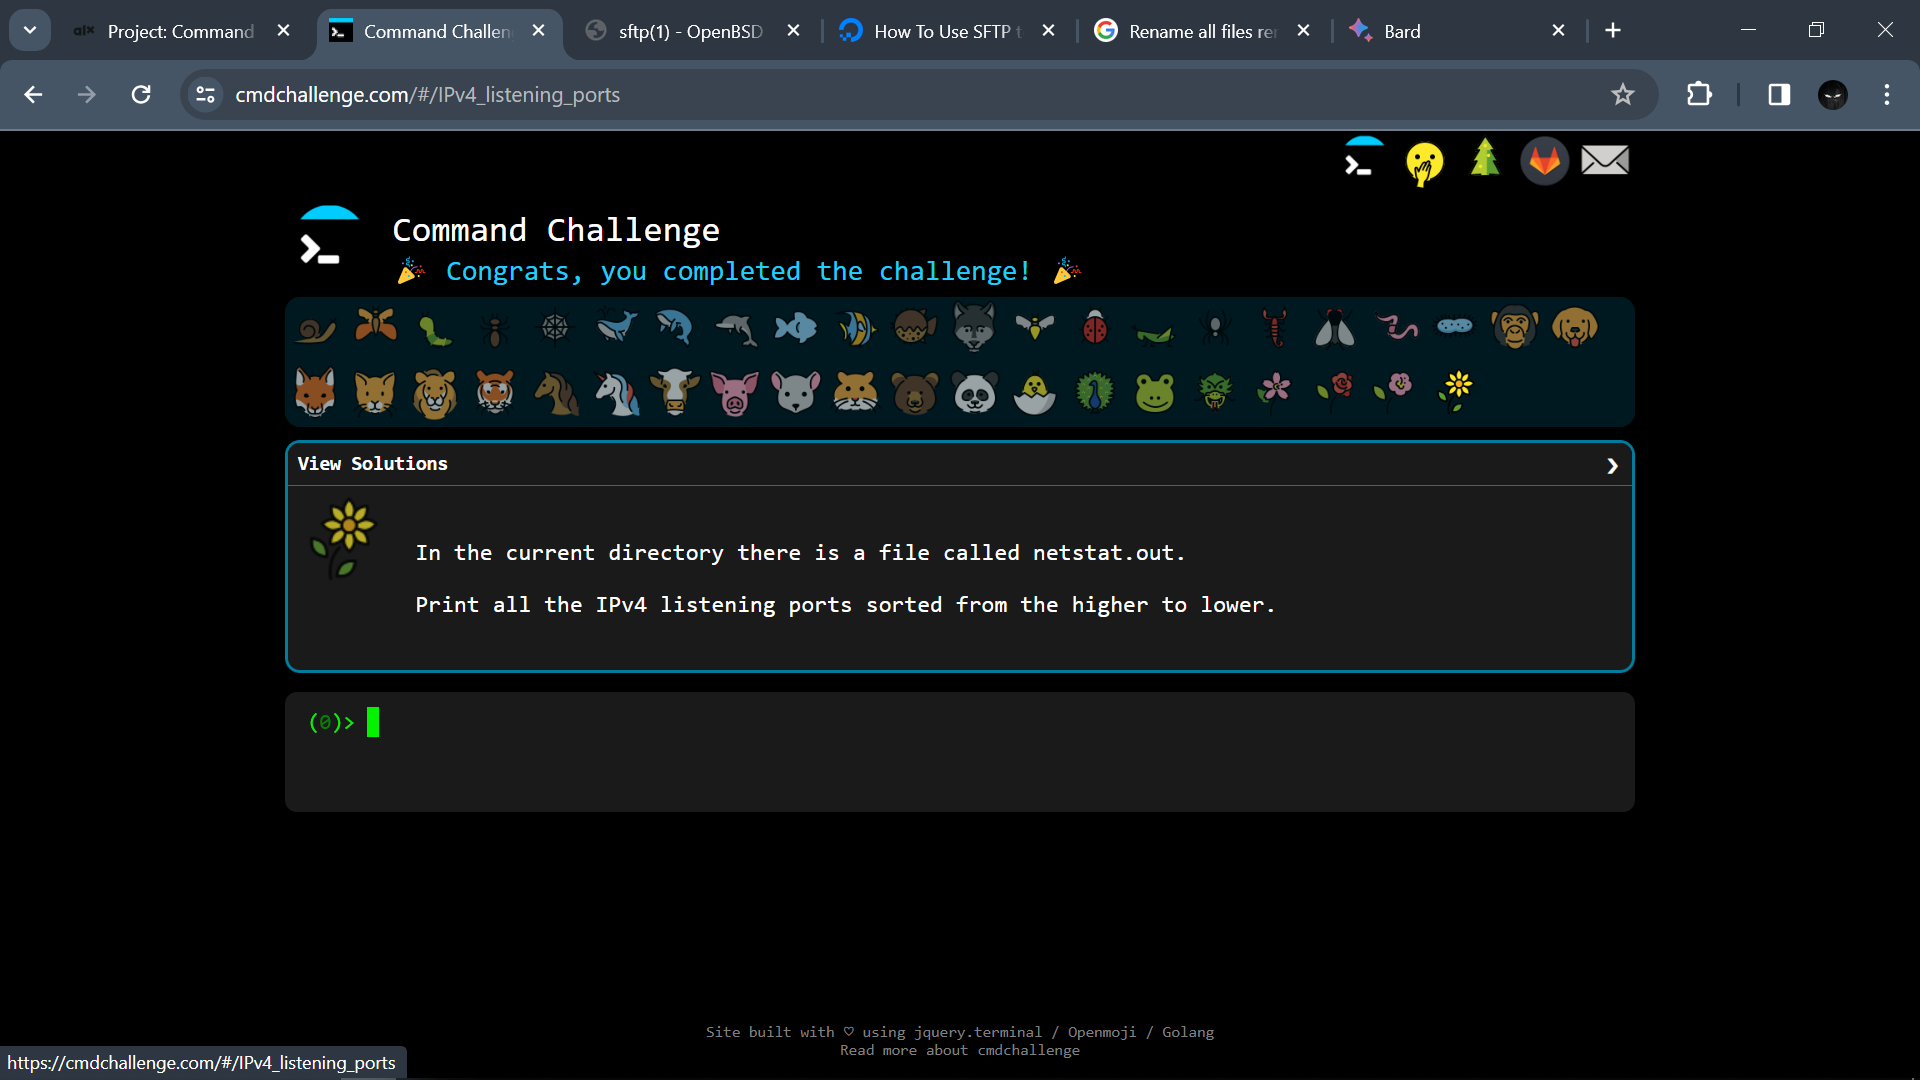 alx Project: Command
Command Challen
sftp(1) - OpenBSD
How To Use SFTP t
Rename all files re
Bard
cmdchallenge.com/#/IPv4_listening_ports
Command Challenge
Congrats, you completed the challenge!
View Solutions
In the current directory there is a file called netstat.out.
Print all the IPv4 listening ports sorted from the higher to lower.
(0)>
Site built with ♡ using jquery.terminal / Openmoji / Golang
Read more about cmdchallenge
https://cmdchallenge.com/#/IPv4_listening_ports